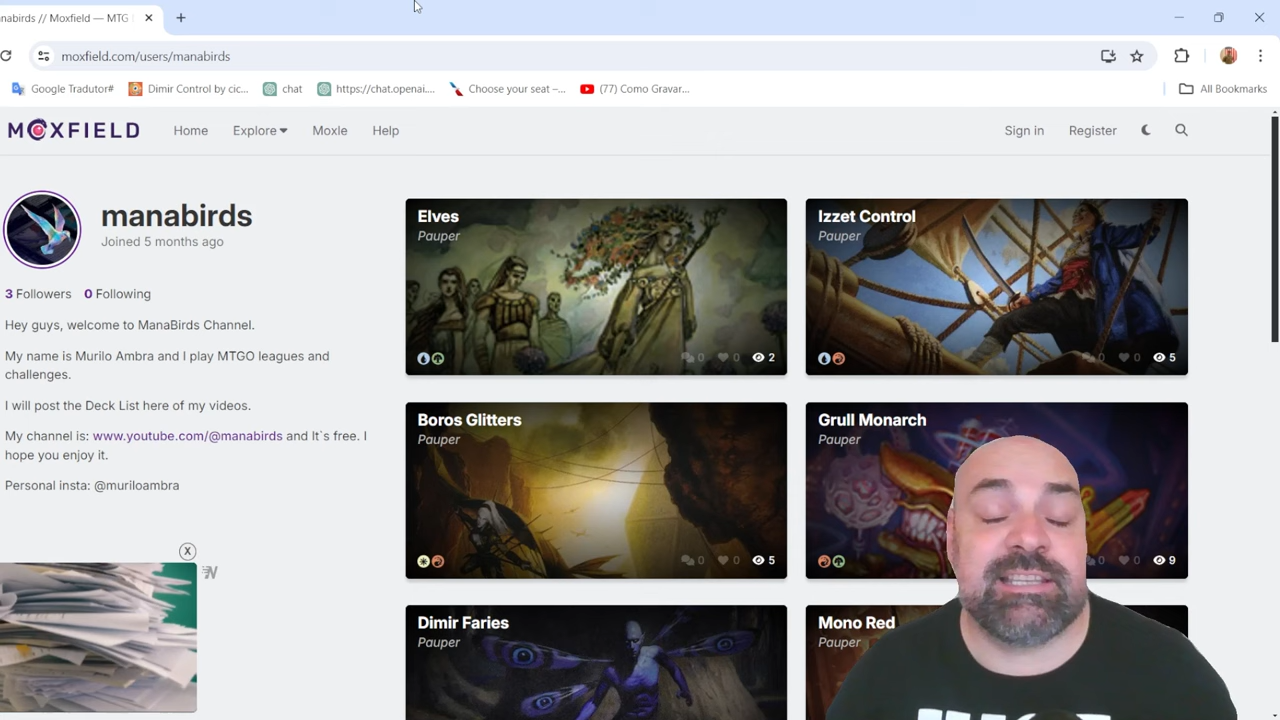 nabirds // Moxfield — MTG
moxfield.com/users/manabirds
Google Tradutor#
Dimir Control by cic...
chat
https://chat.openai....
Choose your seat –...
(77) Como Gravar...
All Bookmarks
MOXFIELD
Home
Explore
Moxle
Help
Sign in
Register
manabirds
Joined 5 months ago
3 Followers 0 Following
Hey guys, welcome to ManaBirds Channel.
My name is Murilo Ambra and I play MTGO leagues and
challenges.
I will post the Deck List here of my videos.
My channel is: www.youtube.com/@manabirds and It`s free. I
hope you enjoy it.
Personal insta: @muriloambra
X
Elves
Pauper
0 0 2
Izzet Control
Pauper
0 0 5
Boros Glitters
Pauper
0 0 5
Grull Monarch
Pauper
0 0 9
Dimir Faries
Pauper
Mono Red
Pauper